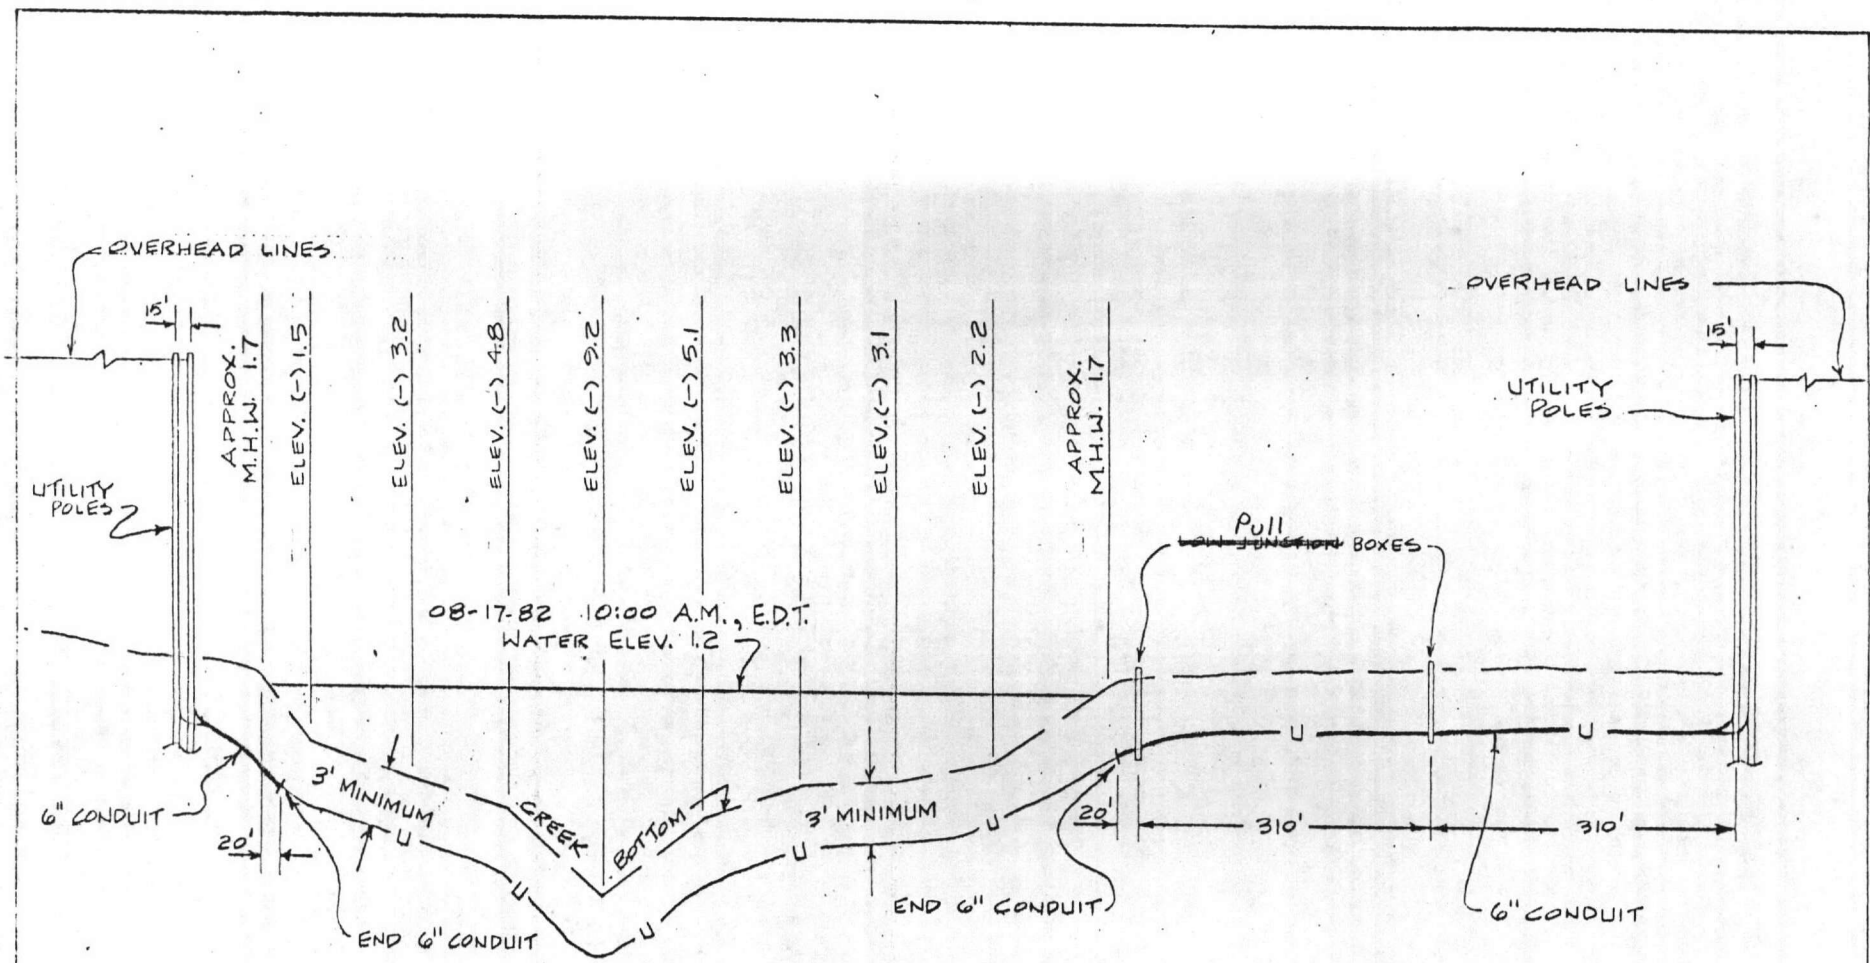 OVERHEAD LINES
15'
APPROX.
M.H.W. 1.7
ELEV. (-) 1.5
ELEV. (-) 3.2
ELEV. (-) 4.8
ELEV. (-) 9.2
ELEV. (-) 5.1
ELEV. (-) 3.3
ELEV. (-) 3.1
ELEV. (-) 2.2
APPROX.
M.H.W. 1.7
OVERHEAD LINES
15'
UTILITY
POLES
UTILITY
POLES
Pull
BOXES
08-17-82 10:00 A.M., E.D.T.
WATER ELEV. 1.2
U
U
3' MINIMUM
CREEK
BOTTOM
3' MINIMUM
6" CONDUIT
20'
U
U
U
U
U
20'
310'
310'
END 6" CONDUIT
END 6" CONDUIT
6" CONDUIT